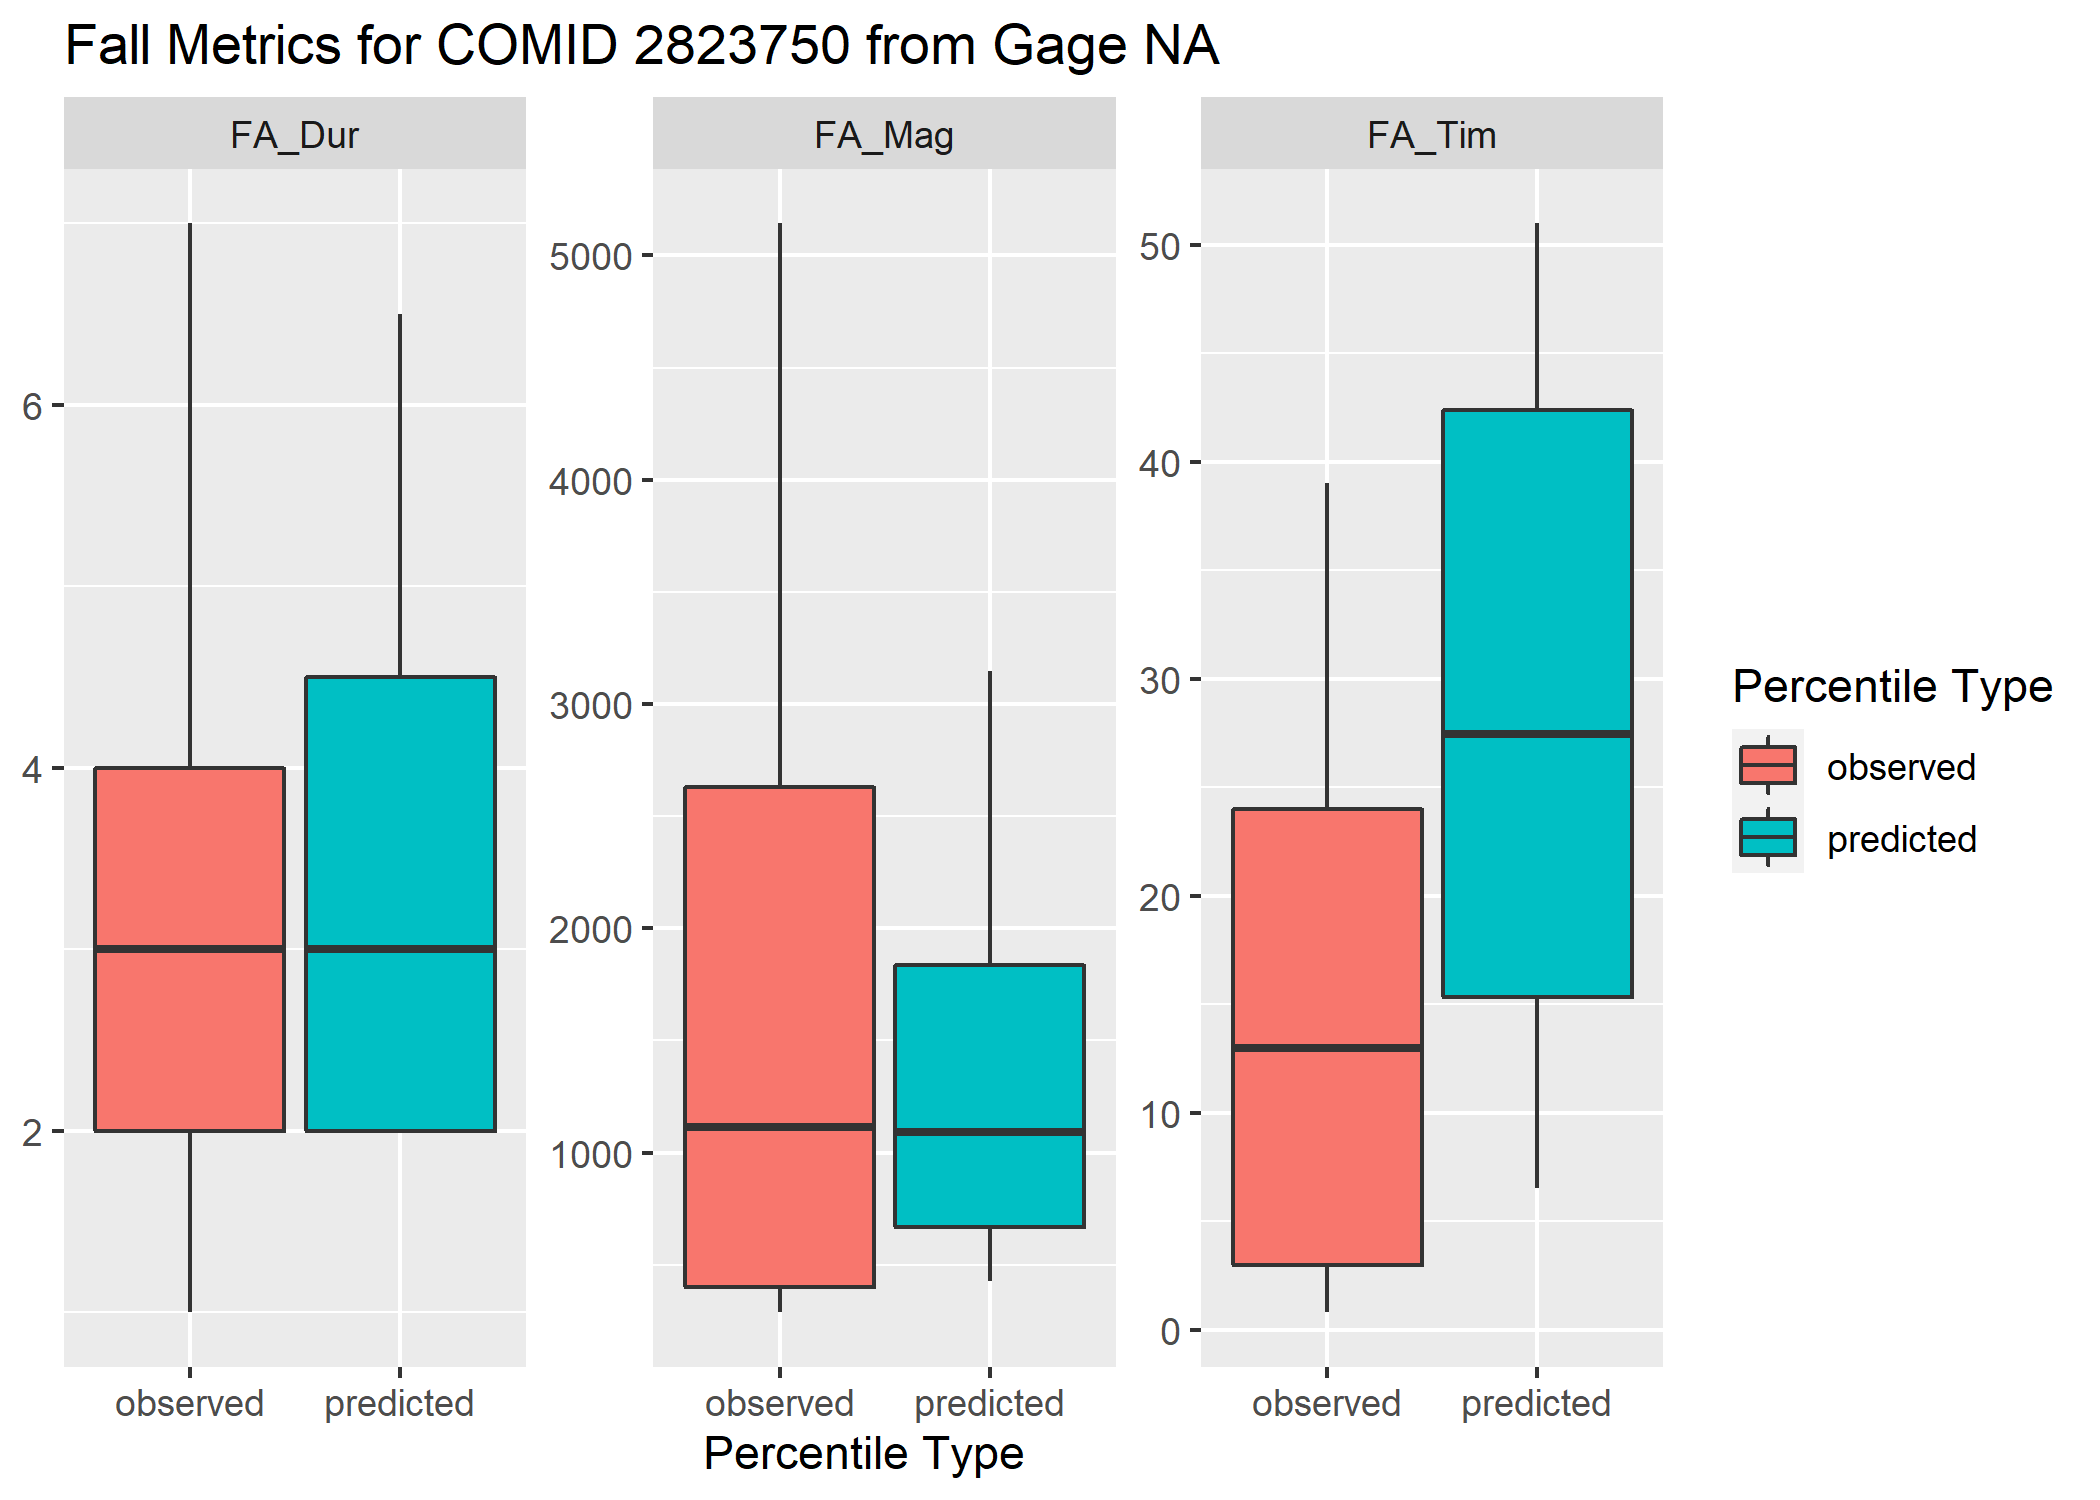 Fall Metrics for COMID 2823750 from Gage NA
FA_Dur
FA_Mag
FA_Tim
6
4
2
5000
4000
3000
2000
1000
50
40
30
20
10
0
observed
predicted
observed
predicted
observed
predicted
Percentile Type
Percentile Type
observed
predicted